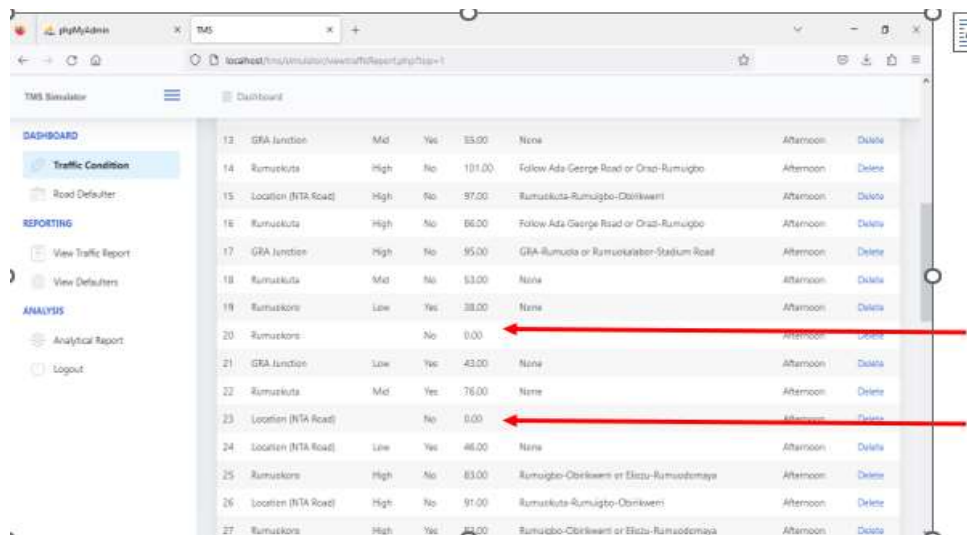 phpMyAdmin
TMS
localhost/tms/simulator/viewtrafficReport.php?top=1
TMS Simulator
Dashboard
DASHBOARD
Traffic Condition
Road Defaulter
REPORTING
View Traffic Report
View Defaulters
ANALYSIS
Analytical Report
Logout
13 GRA Junction Mid Yes 55.00 None Afternoon Delete
14 Rumuokuta High No 101.00 Follow Ada George Road or Orazi-Rumuigbo Afternoon Delete
15 Location (NTA Road) High No 97.00 Rumuokuta-Rumuigbo-Obirikwerri Afternoon Delete
16 Rumuokuta High No 86.00 Follow Ada George Road or Orazi-Rumuigbo Afternoon Delete
17 GRA Junction High No 95.00 GRA-Rumuola or Rumuokalabor-Stadium Road Afternoon Delete
18 Rumuokuta Mid No 53.00 None Afternoon Delete
19 Rumuokoro Low Yes 38.00 None Afternoon Delete
20 Rumuokoro No 0.00 Afternoon Delete
21 GRA Junction Low Yes 43.00 None Afternoon Delete
22 Rumuokuta Mid Yes 76.00 None Afternoon Delete
23 Location (NTA Road) No 0.00 Afternoon Delete
24 Location (NTA Road) Low Yes 46.00 None Afternoon Delete
25 Rumuokoro High No 83.00 Rumuigbo-Obirikwerri or Eliozu-Rumuodomaya Afternoon Delete
26 Location (NTA Road) High No 91.00 Rumuokuta-Rumuigbo-Obirikwerri Afternoon Delete
27 Rumuokoro High Yes Rumuigbo-Obirikwerri or Eliozu-Rumuodomaya Afternoon Delete